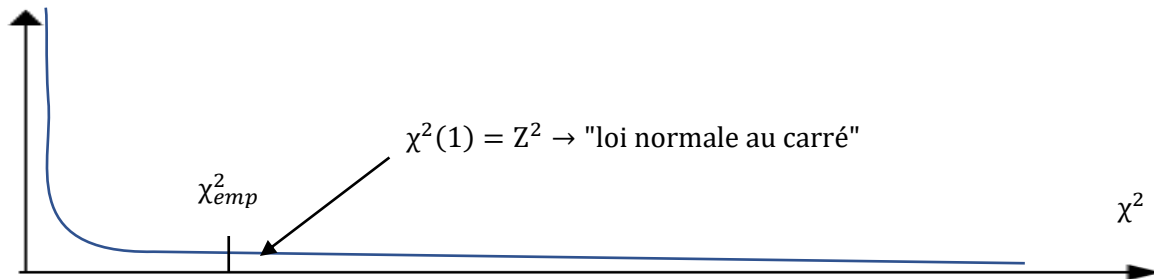 χ²(1) = Z² → "loi normale au carré"
χ²ₑₘₚ
χ²